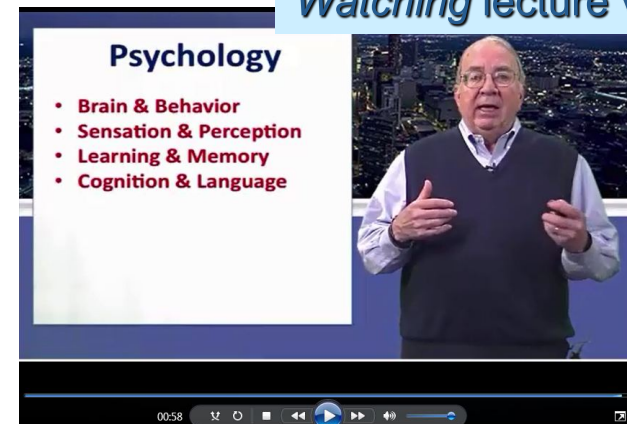 Watching lecture
Psychology
• Brain & Behavior
• Sensation & Perception
• Learning & Memory
• Cognition & Language
00:58